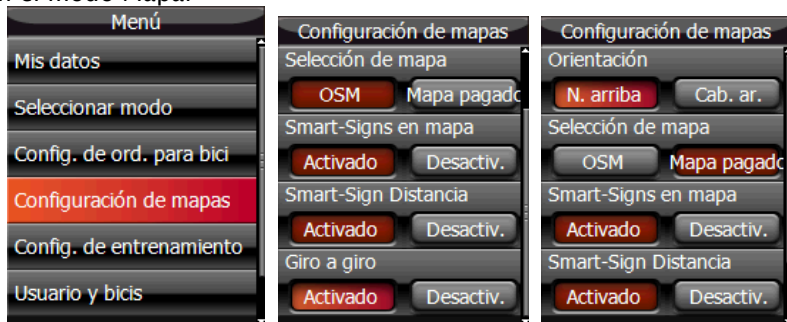 Menú
Mis datos
Seleccionar modo
Config. de ord. para bici
Configuración de mapas
Config. de entrenamiento
Usuario y bicis
Configuración de mapas
Selección de mapa
OSM Mapa pagado
Smart-Signs en mapa
Activado Desactiv.
Smart-Sign Distancia
Activado Desactiv.
Giro a giro
Activado Desactiv.
Configuración de mapas
Orientación
N. arriba Cab. ar.
Selección de mapa
OSM Mapa pagado
Smart-Signs en mapa
Activado Desactiv.
Smart-Sign Distancia
Activado Desactiv.